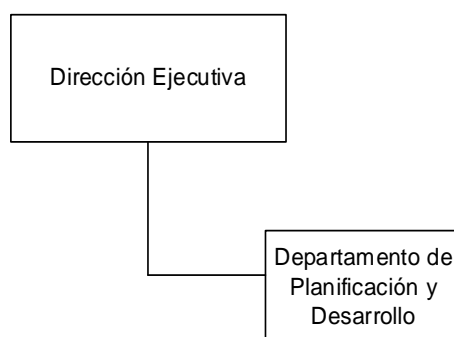 Dirección Ejecutiva
Departamento de
Planificación y
Desarrollo